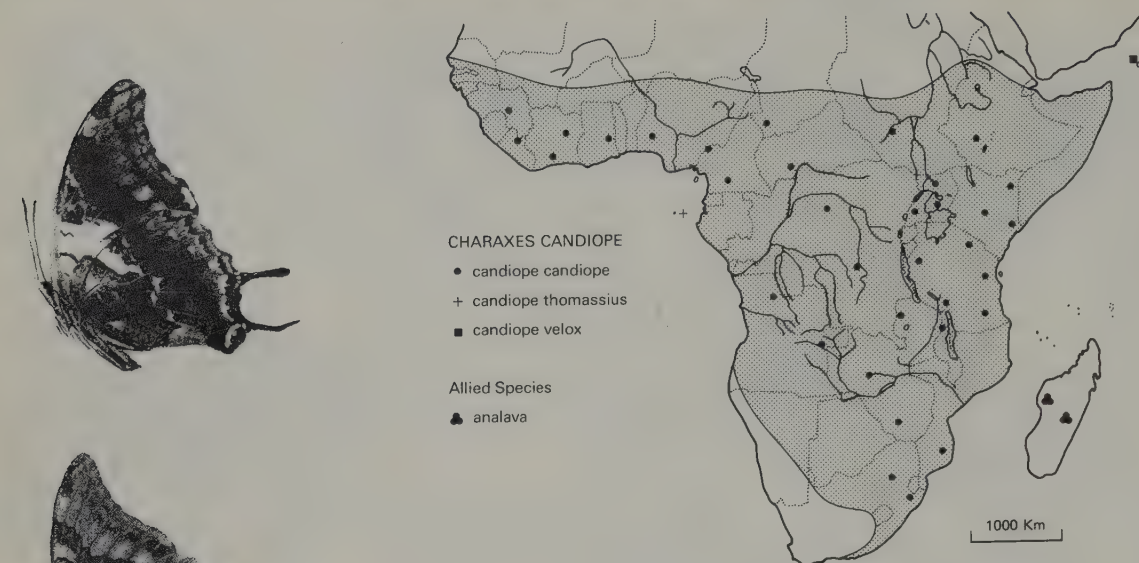 CHARAXES CANDIOPE
candiope candiope
candiope thomassius
candiope velox
Allied Species
analava
1000 Km